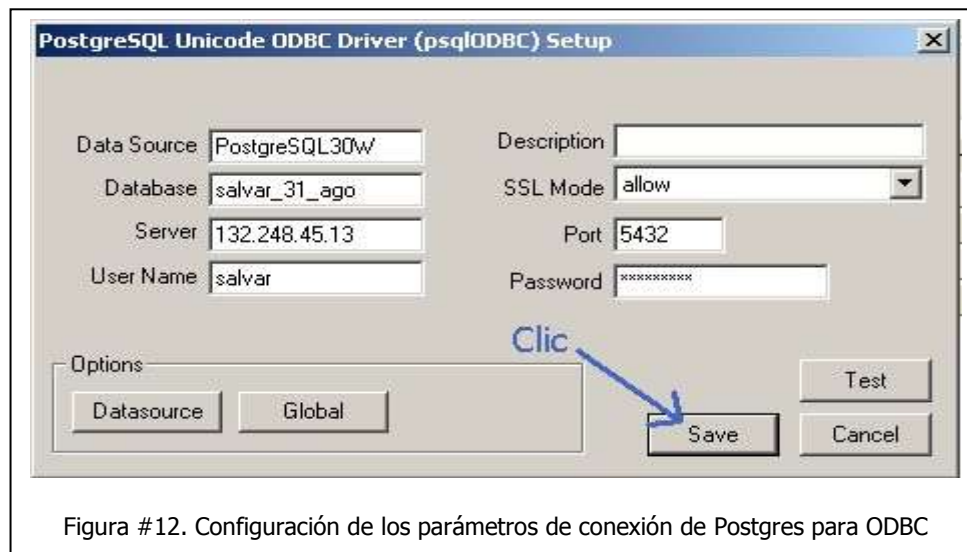 PostgreSQL Unicode ODBC Driver (psqlODBC) Setup
Data Source PostgreSQL30W
Description
Database salvar_31_ago
SSL Mode allow
Server 132.248.45.13
Port 5432
User Name salvar
Password *********
Clic
Options
Datasource Global
Test
Save Cancel
Figura #12. Configuración de los parámetros de conexión de Postgres para ODBC